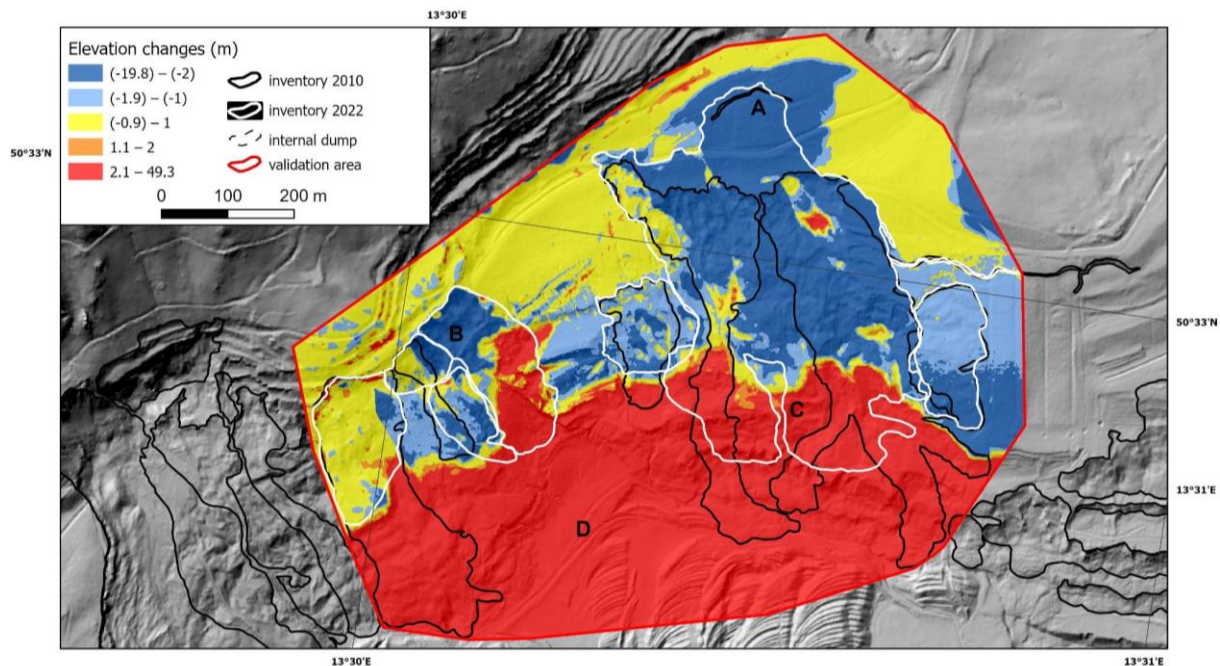 13°30'E
Elevation changes (m)
(-19.8) – (-2)
(-1.9) – (-1)
(-0.9) – 1
1.1 – 2
2.1 – 49.3
inventory 2010
inventory 2022
internal dump
validation area
0 100 200 m
50°33'N
A
B
C
D
50°33'N
13°31'E
13°30'E
13°31'E